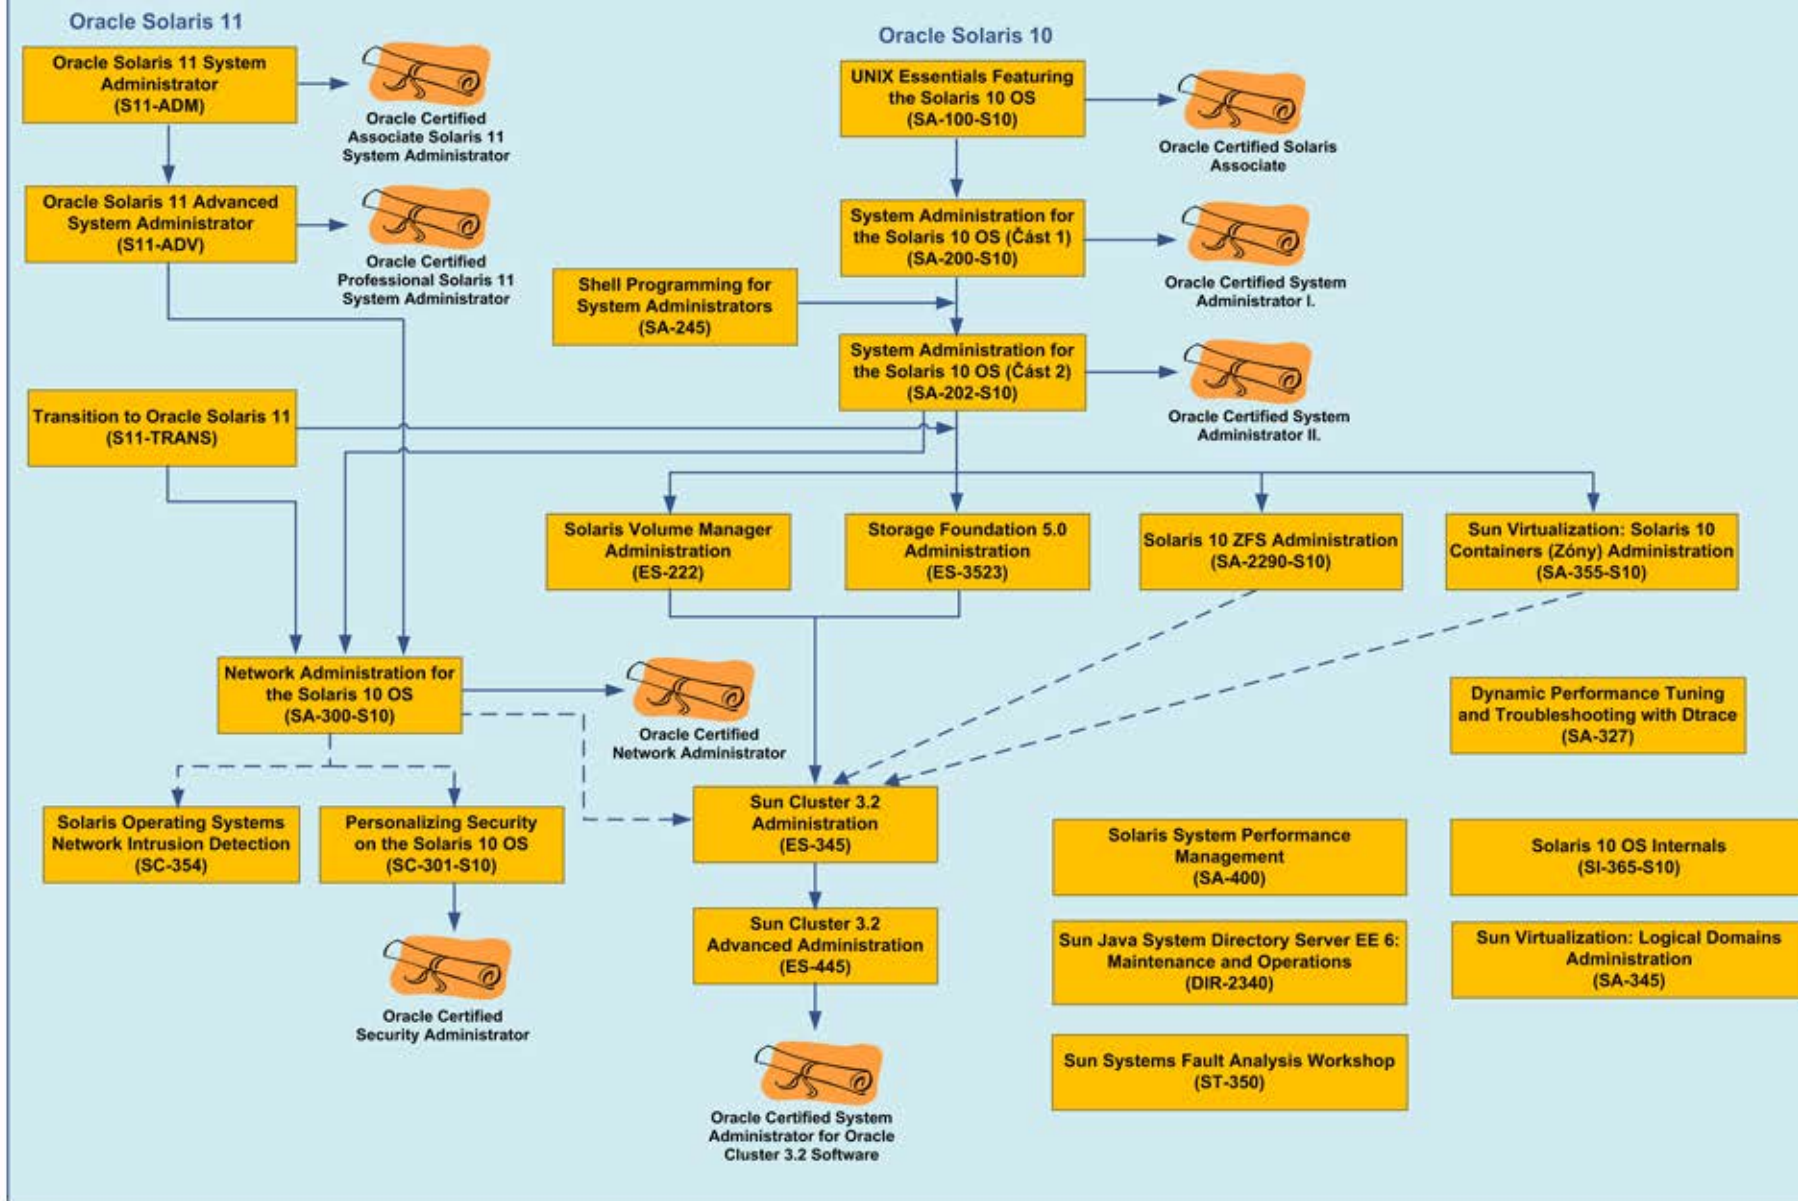 Oracle Solaris 11
Oracle Solaris 11 System
Administrator
(S11-ADM)
Oracle Certified
Associate Solaris 11
System Administrator
Oracle Solaris 11 Advanced
System Administrator
(S11-ADV)
Oracle Certified
Professional Solaris 11
System Administrator
Oracle Solaris 10
UNIX Essentials Featuring
the Solaris 10 OS
(SA-100-S10)
Oracle Certified Solaris
Associate
System Administration for
the Solaris 10 OS (Část 1)
(SA-200-S10)
Oracle Certified System
Administrator I.
Shell Programming for
System Administrators
(SA-245)
System Administration for
the Solaris 10 OS (Část 2)
(SA-202-S10)
Oracle Certified System
Administrator II.
Transition to Oracle Solaris 11
(S11-TRANS)
Solaris Volume Manager
Administration
(ES-222)
Storage Foundation 5.0
Administration
(ES-3523)
Solaris 10 ZFS Administration
(SA-2290-S10)
Sun Virtualization: Solaris 10
Containers (Zóny) Administration
(SA-355-S10)
Network Administration for
the Solaris 10 OS
(SA-300-S10)
Oracle Certified
Network Administrator
Dynamic Performance Tuning
and Troubleshooting with Dtrace
(SA-327)
Solaris Operating Systems
Network Intrusion Detection
(SC-354)
Personalizing Security
on the Solaris 10 OS
(SC-301-S10)
Sun Cluster 3.2
Administration
(ES-345)
Solaris System Performance
Management
(SA-400)
Solaris 10 OS Internals
(SI-365-S10)
Sun Cluster 3.2
Advanced Administration
(ES-445)
Sun Java System Directory Server EE 6:
Maintenance and Operations
(DIR-2340)
Sun Virtualization: Logical Domains
Administration
(SA-345)
Oracle Certified
Security Administrator
Sun Systems Fault Analysis Workshop
(ST-350)
Oracle Certified System
Administrator for Oracle
Cluster 3.2 Software